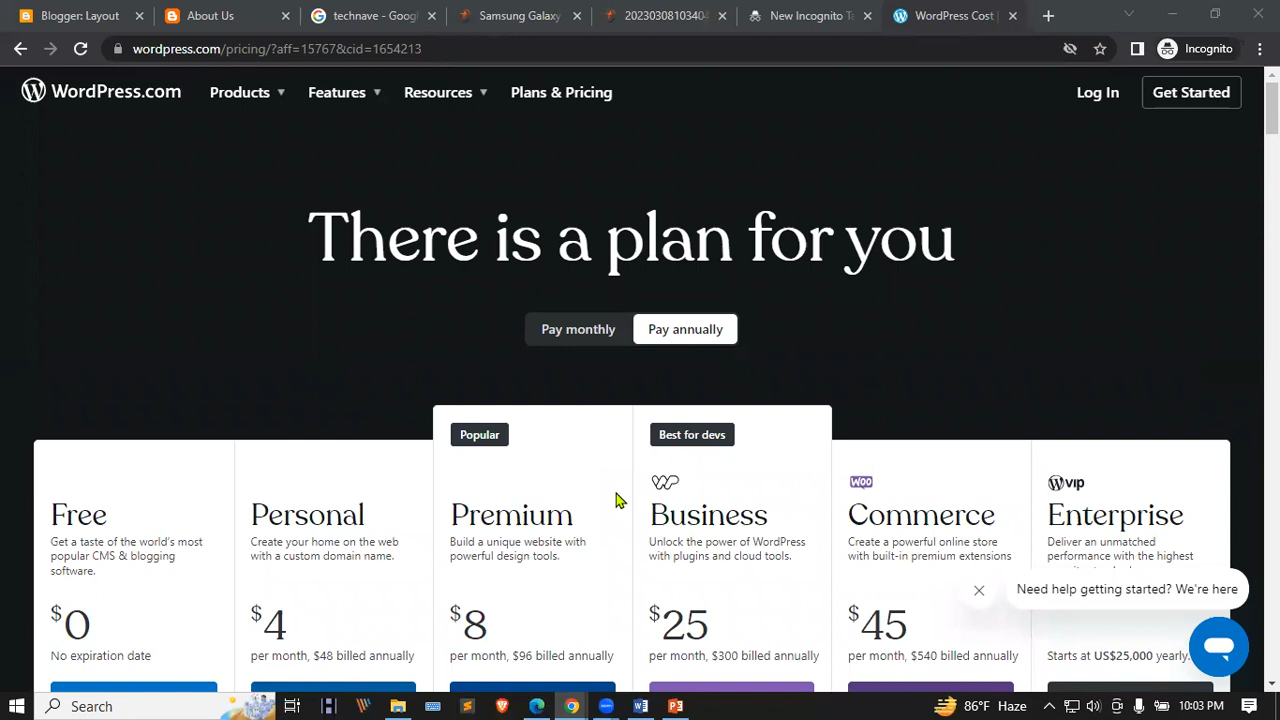 Blogger: Layout
About Us
technave - Goog
Samsung Galaxy
20230308103404
New Incognito Ta
WordPress Cost |
wordpress.com/pricing/?aff=15767&cid=1654213
Incognito
WordPress.com
Products
Features
Resources
Plans & Pricing
Log In
Get Started
There is a plan for you
Pay monthly
Pay annually
Popular
Best for devs
WOO
vip
Free
Personal
Premium
Business
Commerce
Enterprise
Get a taste of the world's most
popular CMS & blogging
software.
Create your home on the web
with a custom domain name.
Build a unique website with
powerful design tools.
Unlock the power of WordPress
with plugins and cloud tools.
Create a powerful online store
with built-in premium extensions
Deliver an unmatched
performance with the highest
Need help getting started? We're here
$0
$4
$8
$25
$45
No expiration date
per month, $48 billed annually
per month, $96 billed annually
per month, $300 billed annually
per month, $540 billed annually
Starts at US$25,000 yearly.
Search
86°F Haze
10:03 PM